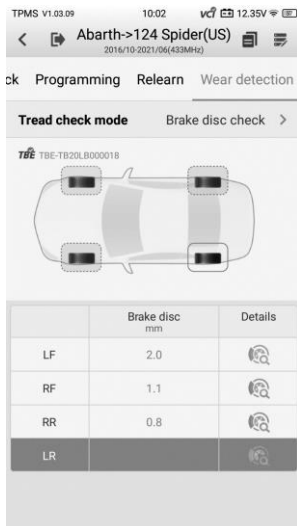 TPMS V1.03.09 10:02 vci 12.35V
Abarth->124 Spider(US)
2016/10-2021/06(433MHz)
ck Programming Relearn Wear detection
Tread check mode Brake disc check >
TBE TBE-TB20LB000018
Brake disc Details
mm
LF 2.0
RF 1.1
RR 0.8
LR